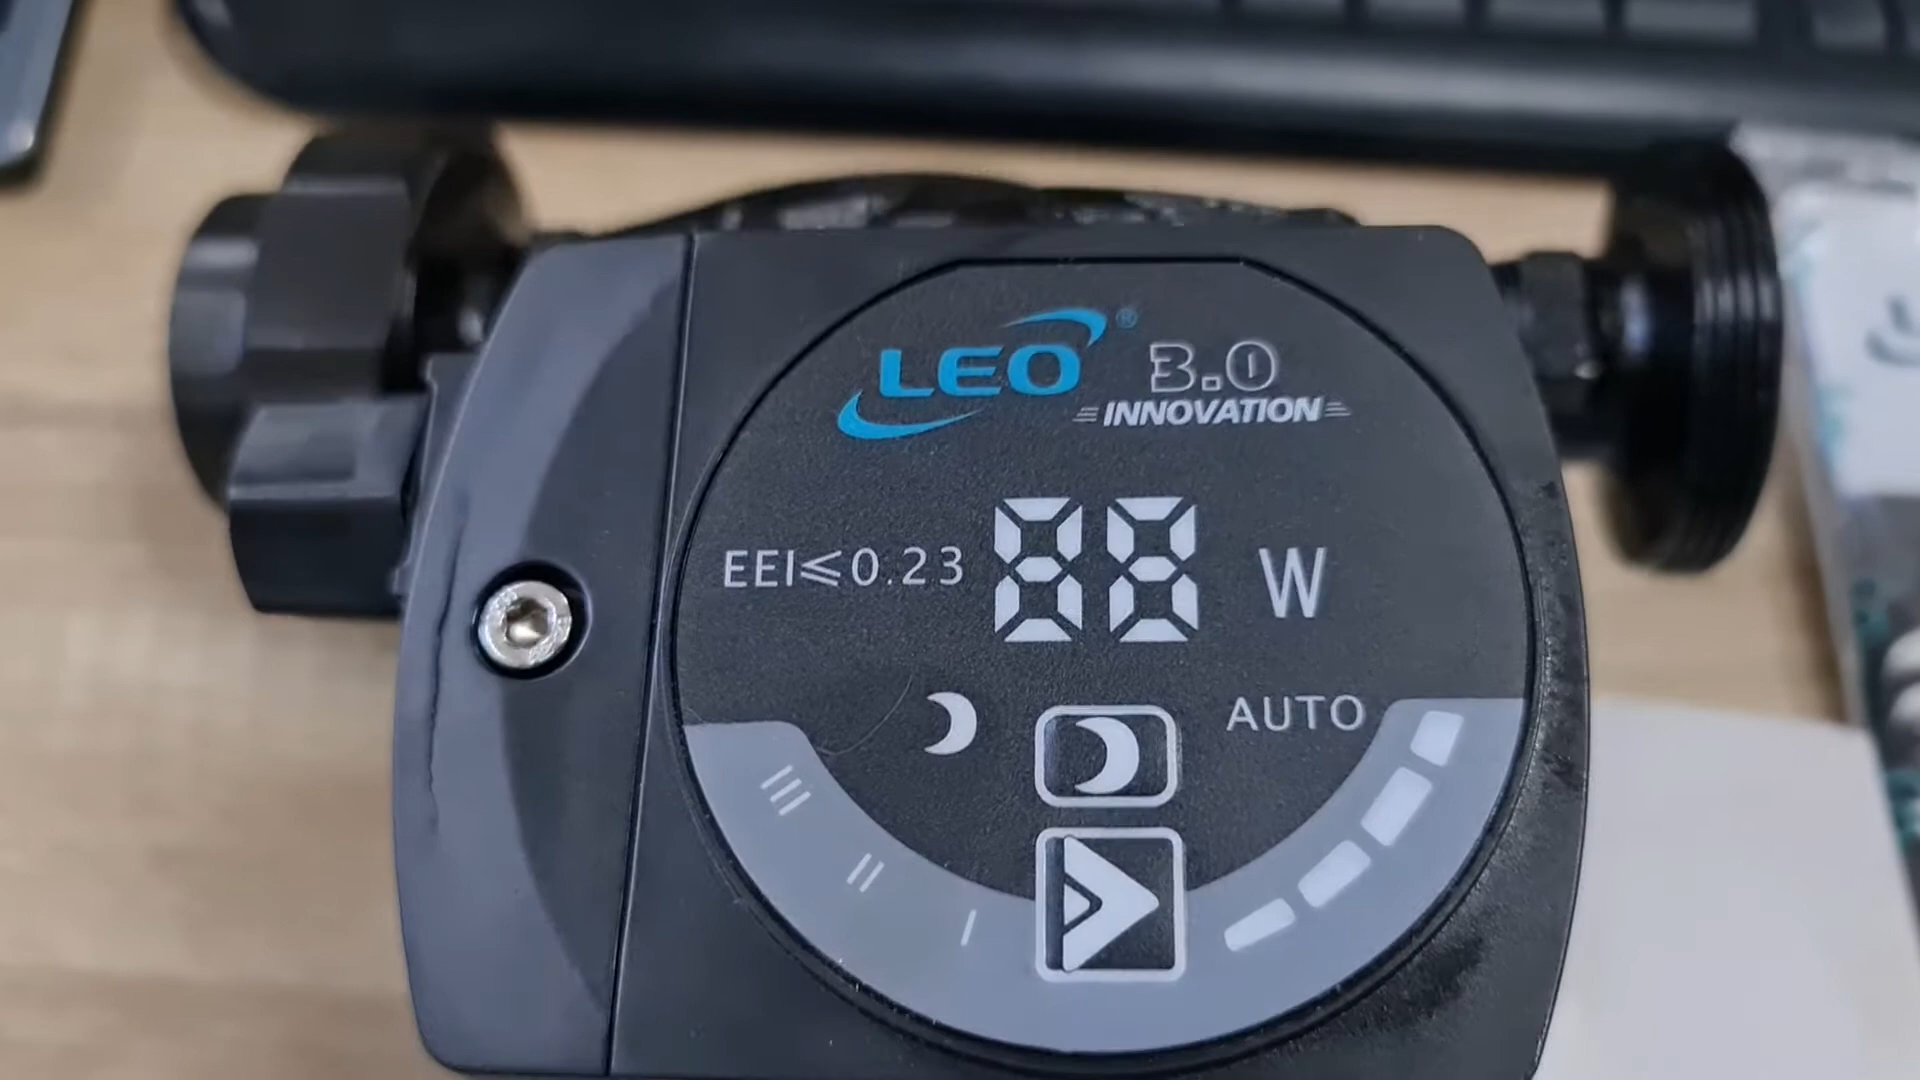 LEO® 3.0
INNOVATION
EEI≤0.23 88 W
AUTO
III
II
I